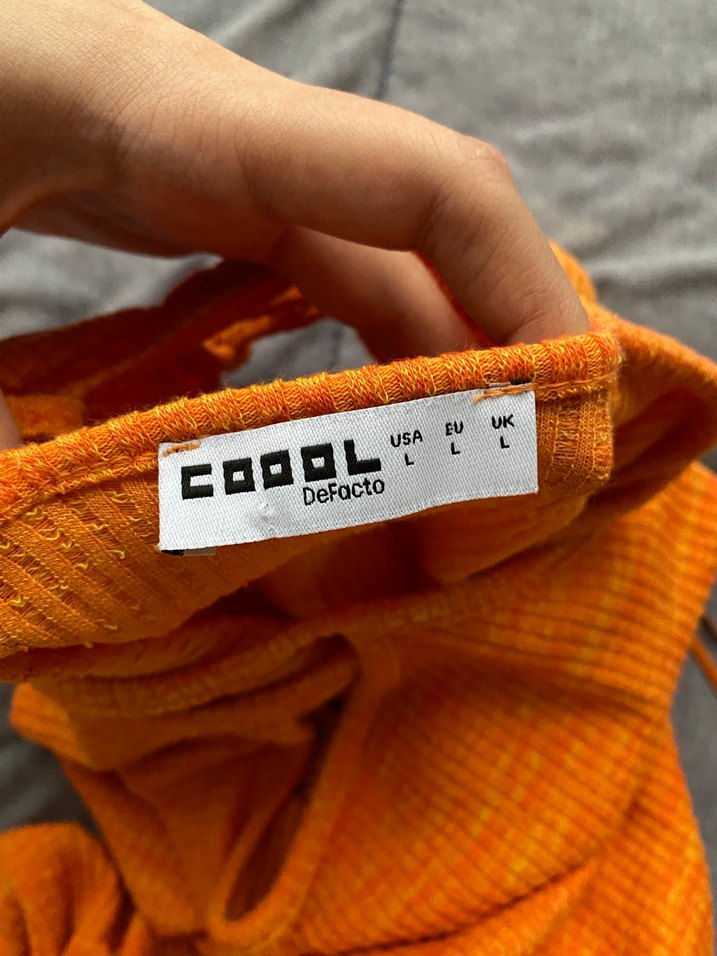 COOOL
DeFacto
USA EU UK
L L L